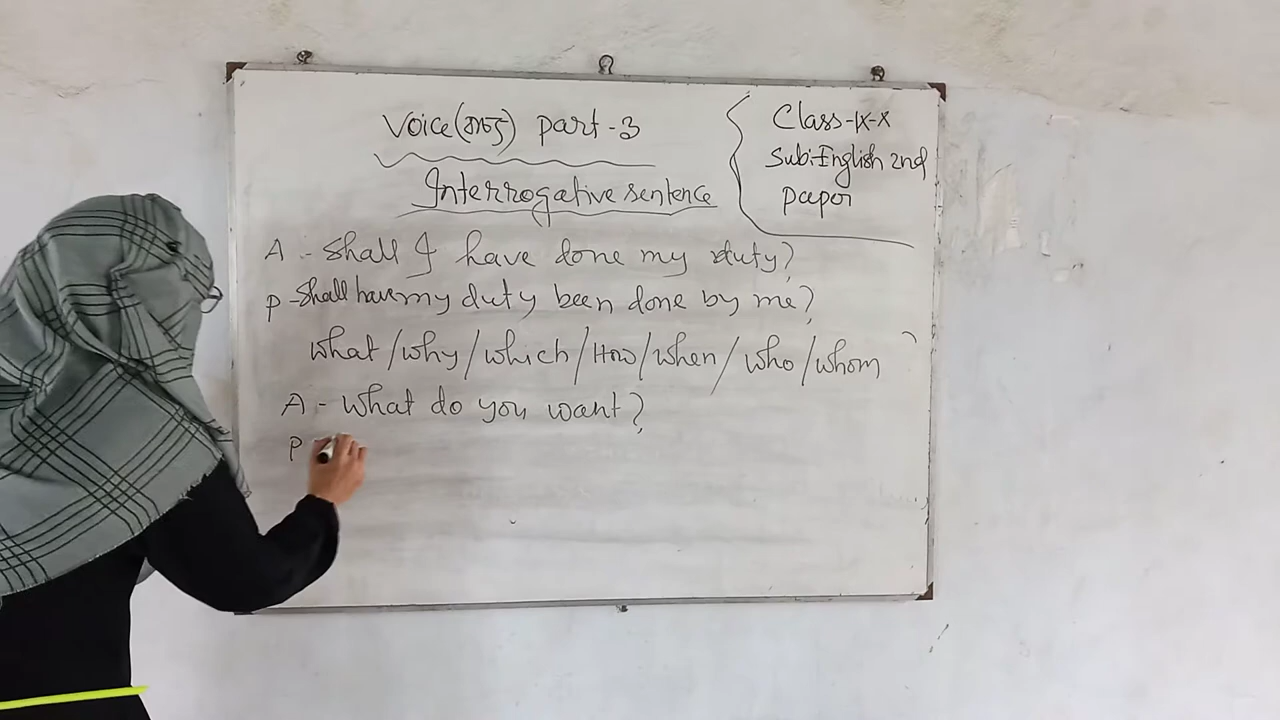 Voice (বাচ্য) part-3
Interrogative sentence
Class-IX-X
Sub:-English 2nd
paper
A - Shall I have done my duty?
P - Shall have my duty been done by me?
What/why/which/How/when/who/whom
A - What do you want?
P